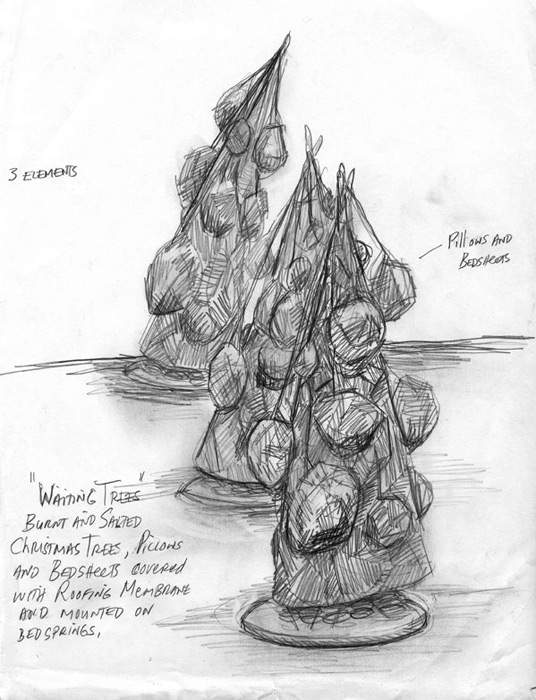 3 ELEMENTS
PILLOWS AND
BEDSHEETS
"WAITING TREES"
BURNT AND SALTED
CHRISTMAS TREES, PILLOWS
AND BEDSHEETS COVERED
WITH ROOFING MEMBRANE
AND MOUNTED ON
BEDSPRINGS.